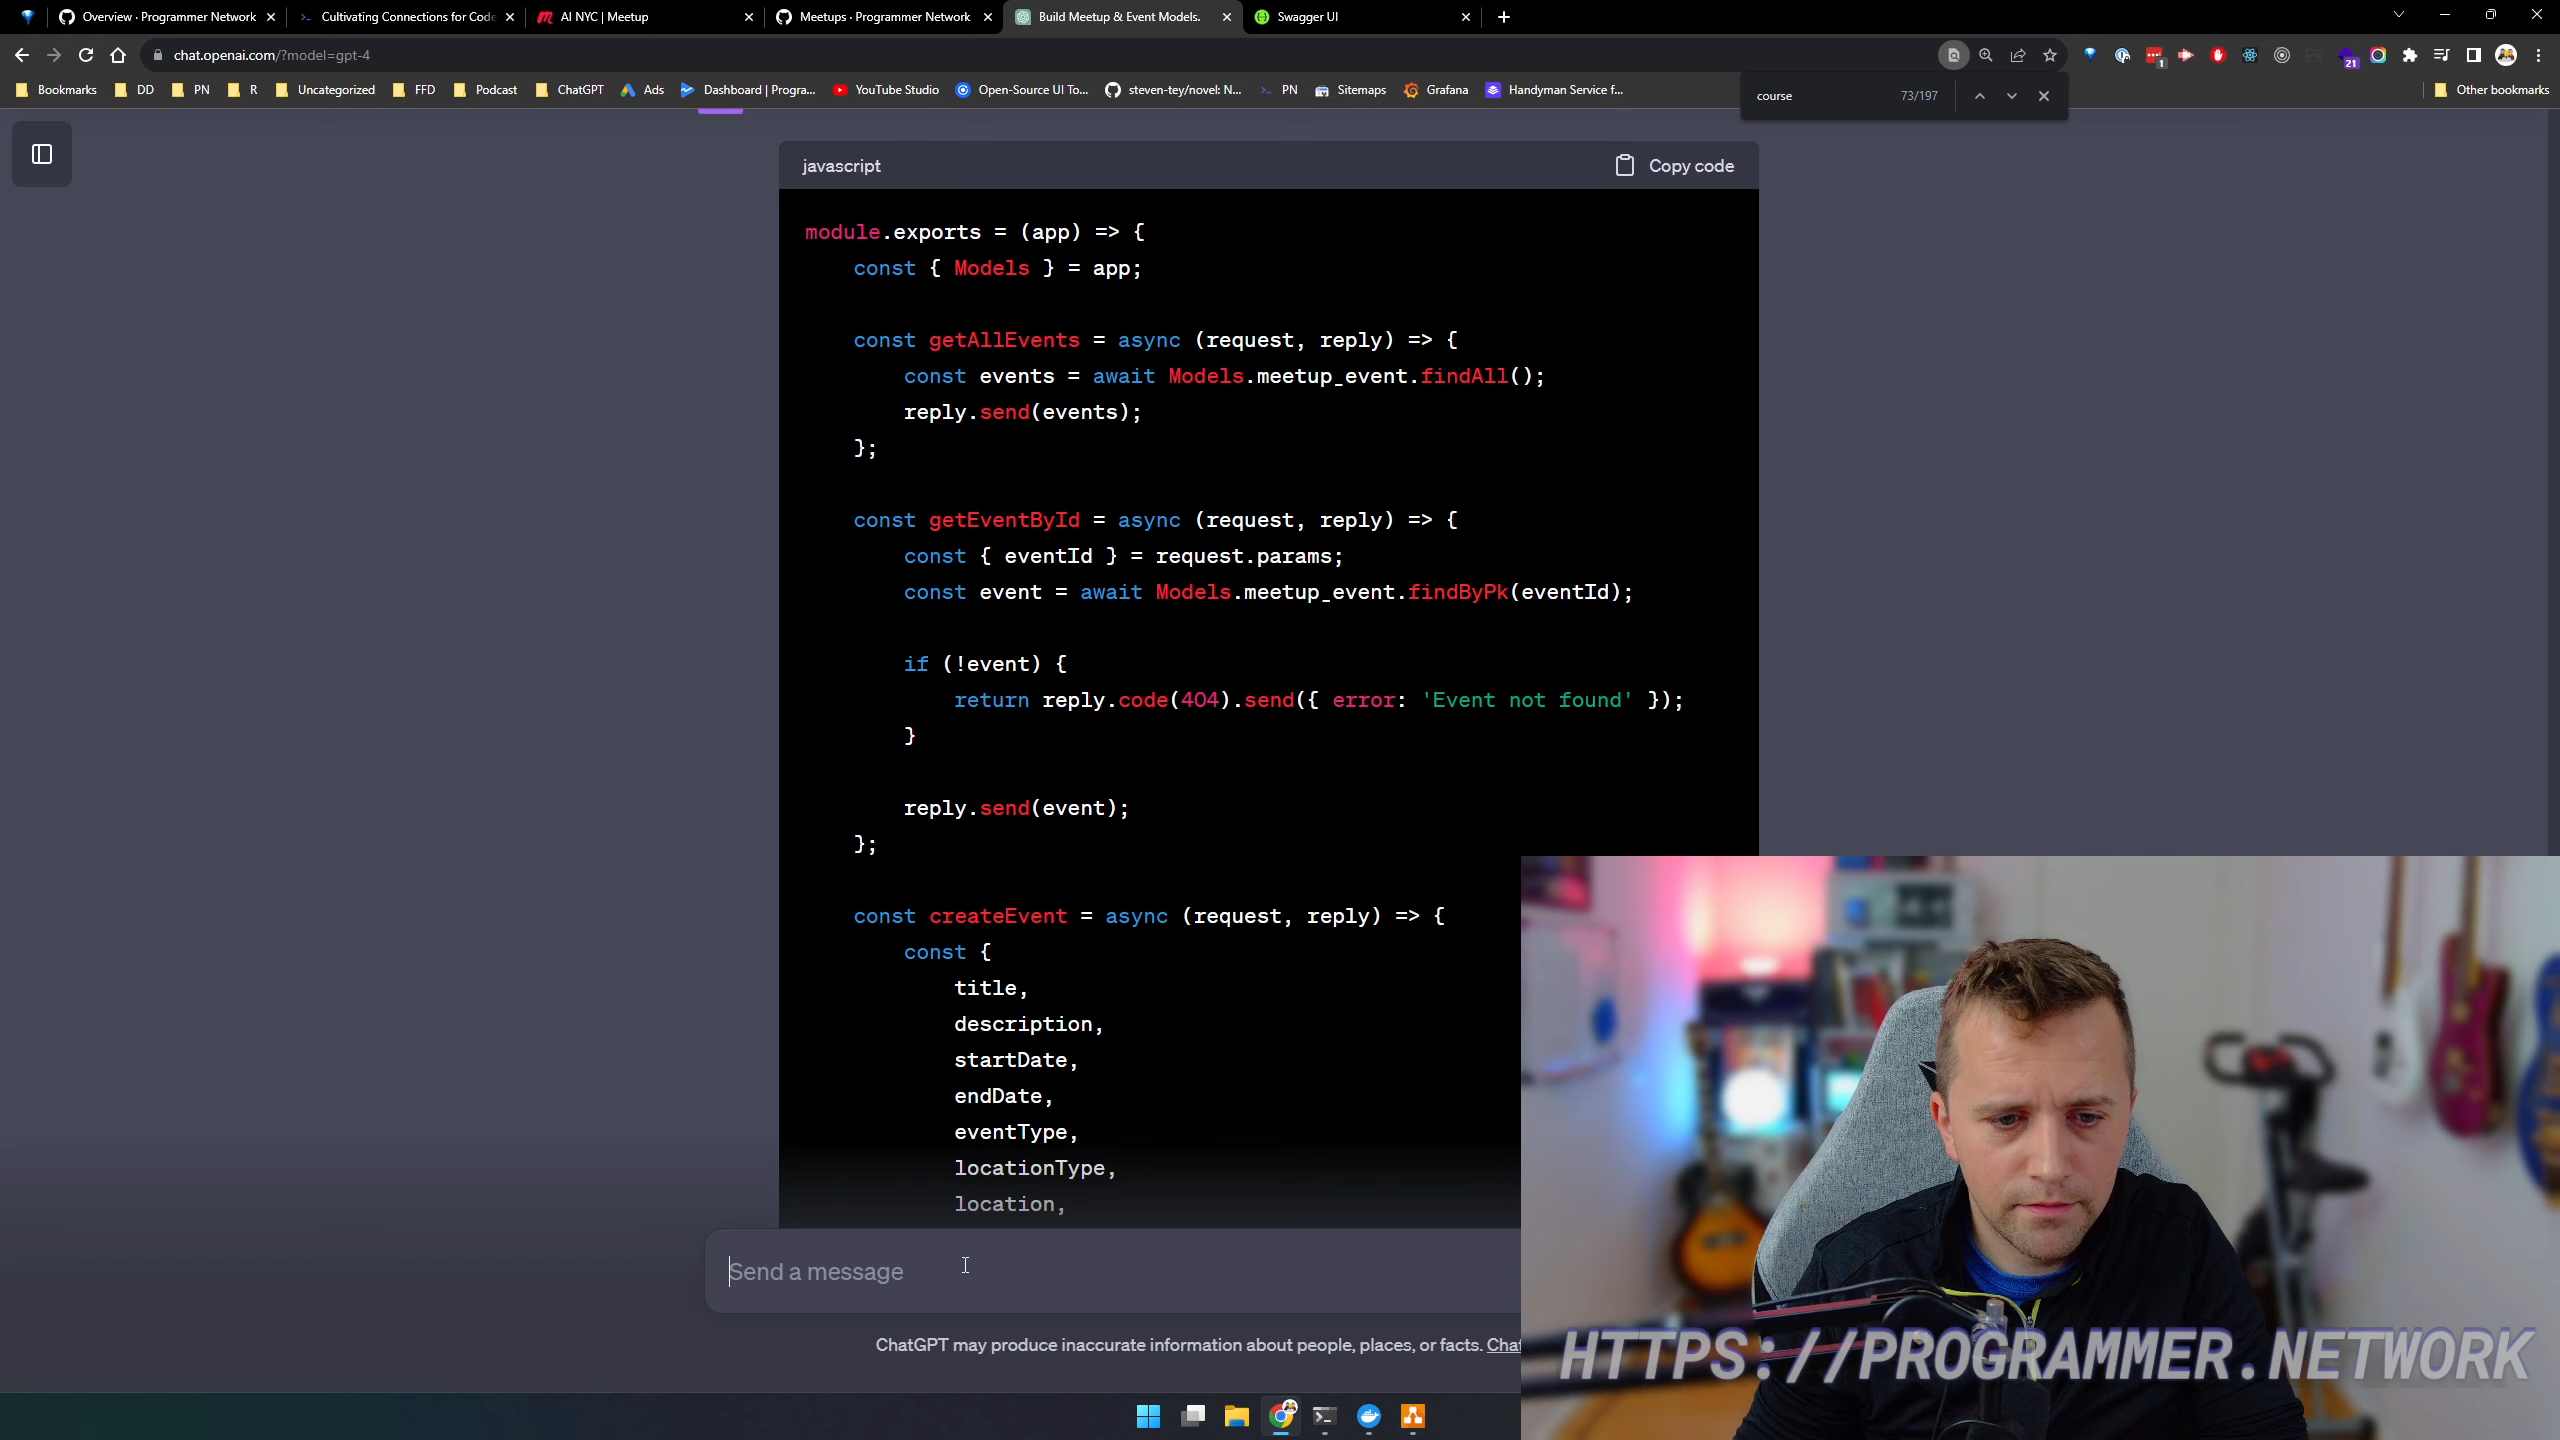 Overview · Programmer Network
Cultivating Connections for Code
AI NYC | Meetup
Meetups · Programmer Network
Build Meetup & Event Models.
Swagger UI
chat.openai.com/?model=gpt-4
1
21
Bookmarks
DD
PN
R
Uncategorized
FFD
Podcast
ChatGPT
Ads
Dashboard | Progra...
YouTube Studio
Open-Source UI To...
steven-tey/novel: N...
PN
Sitemaps
Grafana
Handyman Service f...
Other bookmarks
course 73/197
javascript
Copy code
module.exports = (app) => {
const { Models } = app;
const getAllEvents = async (request, reply) => {
const events = await Models.meetup_event.findAll();
reply.send(events);
};
const getEventById = async (request, reply) => {
const { eventId } = request.params;
const event = await Models.meetup_event.findByPk(eventId);
if (!event) {
return reply.code(404).send({ error: 'Event not found' });
}
reply.send(event);
};
const createEvent = async (request, reply) => {
const {
title,
description,
startDate,
endDate,
eventType,
locationType,
location,
Send a message
ChatGPT may produce inaccurate information about people, places, or facts. Chat
HTTPS://PROGRAMMER.NETWORK